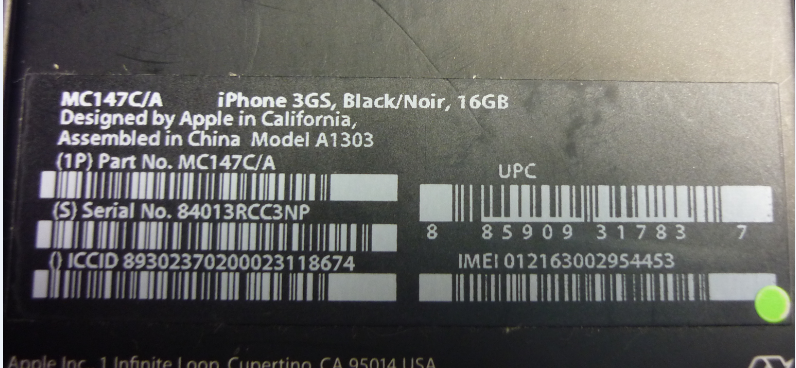 MC147C/A iPhone 3GS, Black/Noir, 16GB
Designed by Apple in California,
Assembled in China Model A1303
(1P) Part No. MC147C/A
UPC
(S) Serial No. 84013RCC3NP
8 85909 31783 7
() ICCID 89302370200023118674
IMEI 012163002954453
Apple Inc. 1 Infinite Loop, Cupertino, CA 95014 USA